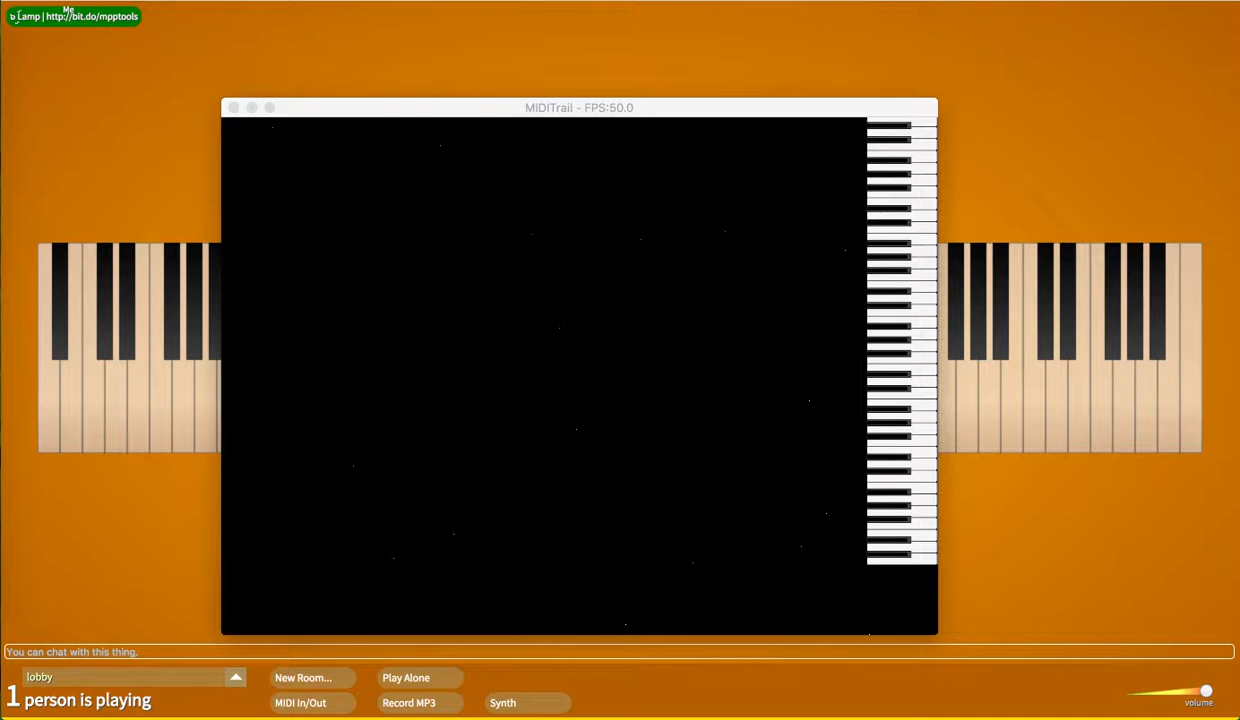 Me
Lamp | http://bit.do/mpptools
MIDITrail - FPS:50.0
You can chat with this thing.
lobby
New Room...
Play Alone
1 person is playing
MIDI In/Out
Record MP3
Synth
volume